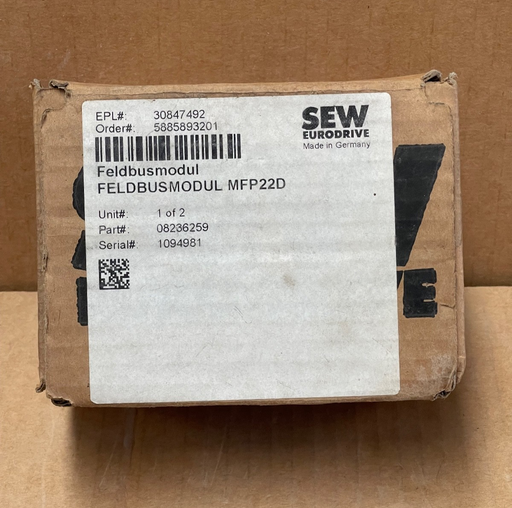 EPL#: 30847492
Order#: 5885893201
SEW
EURODRIVE
Made in Germany
Feldbusmodul
FELDBUSMODUL MFP22D
Unit#: 1 of 2
Part#: 08236259
Serial#: 1094981